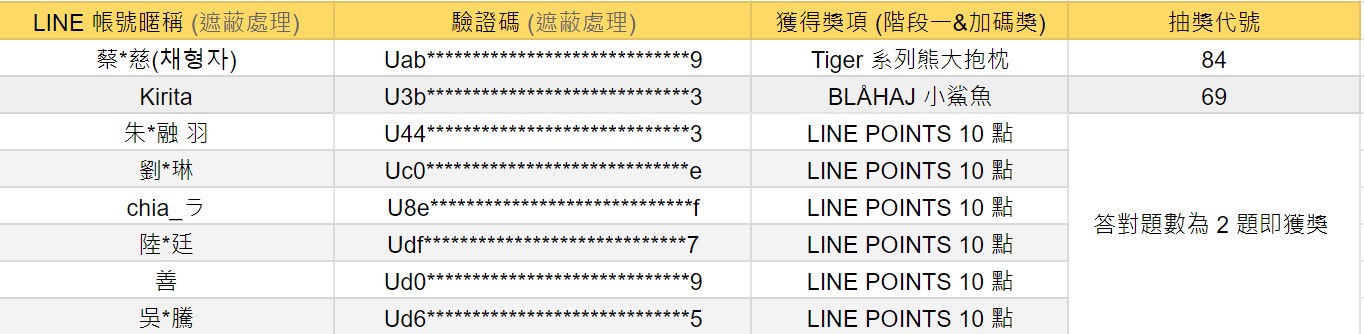 LINE 帳號暱稱 (遮蔽處理) 驗證碼 (遮蔽處理) 獲得獎項 (階段一&加碼獎) 抽獎代號
蔡*慈(채형자) Uab*****************************9 Tiger 系列熊大抱枕 84
Kirita U3b*****************************3 BLÅHAJ 小鯊魚 69
朱*融 羽 U44*****************************3 LINE POINTS 10 點
劉*琳 Uc0*****************************e LINE POINTS 10 點
chia_ラ U8e*****************************f LINE POINTS 10 點
陸*廷 Udf*****************************7 LINE POINTS 10 點
答對題數為 2 題即獲獎
善 Ud0*****************************9 LINE POINTS 10 點
吳*騰 Ud6*****************************5 LINE POINTS 10 點